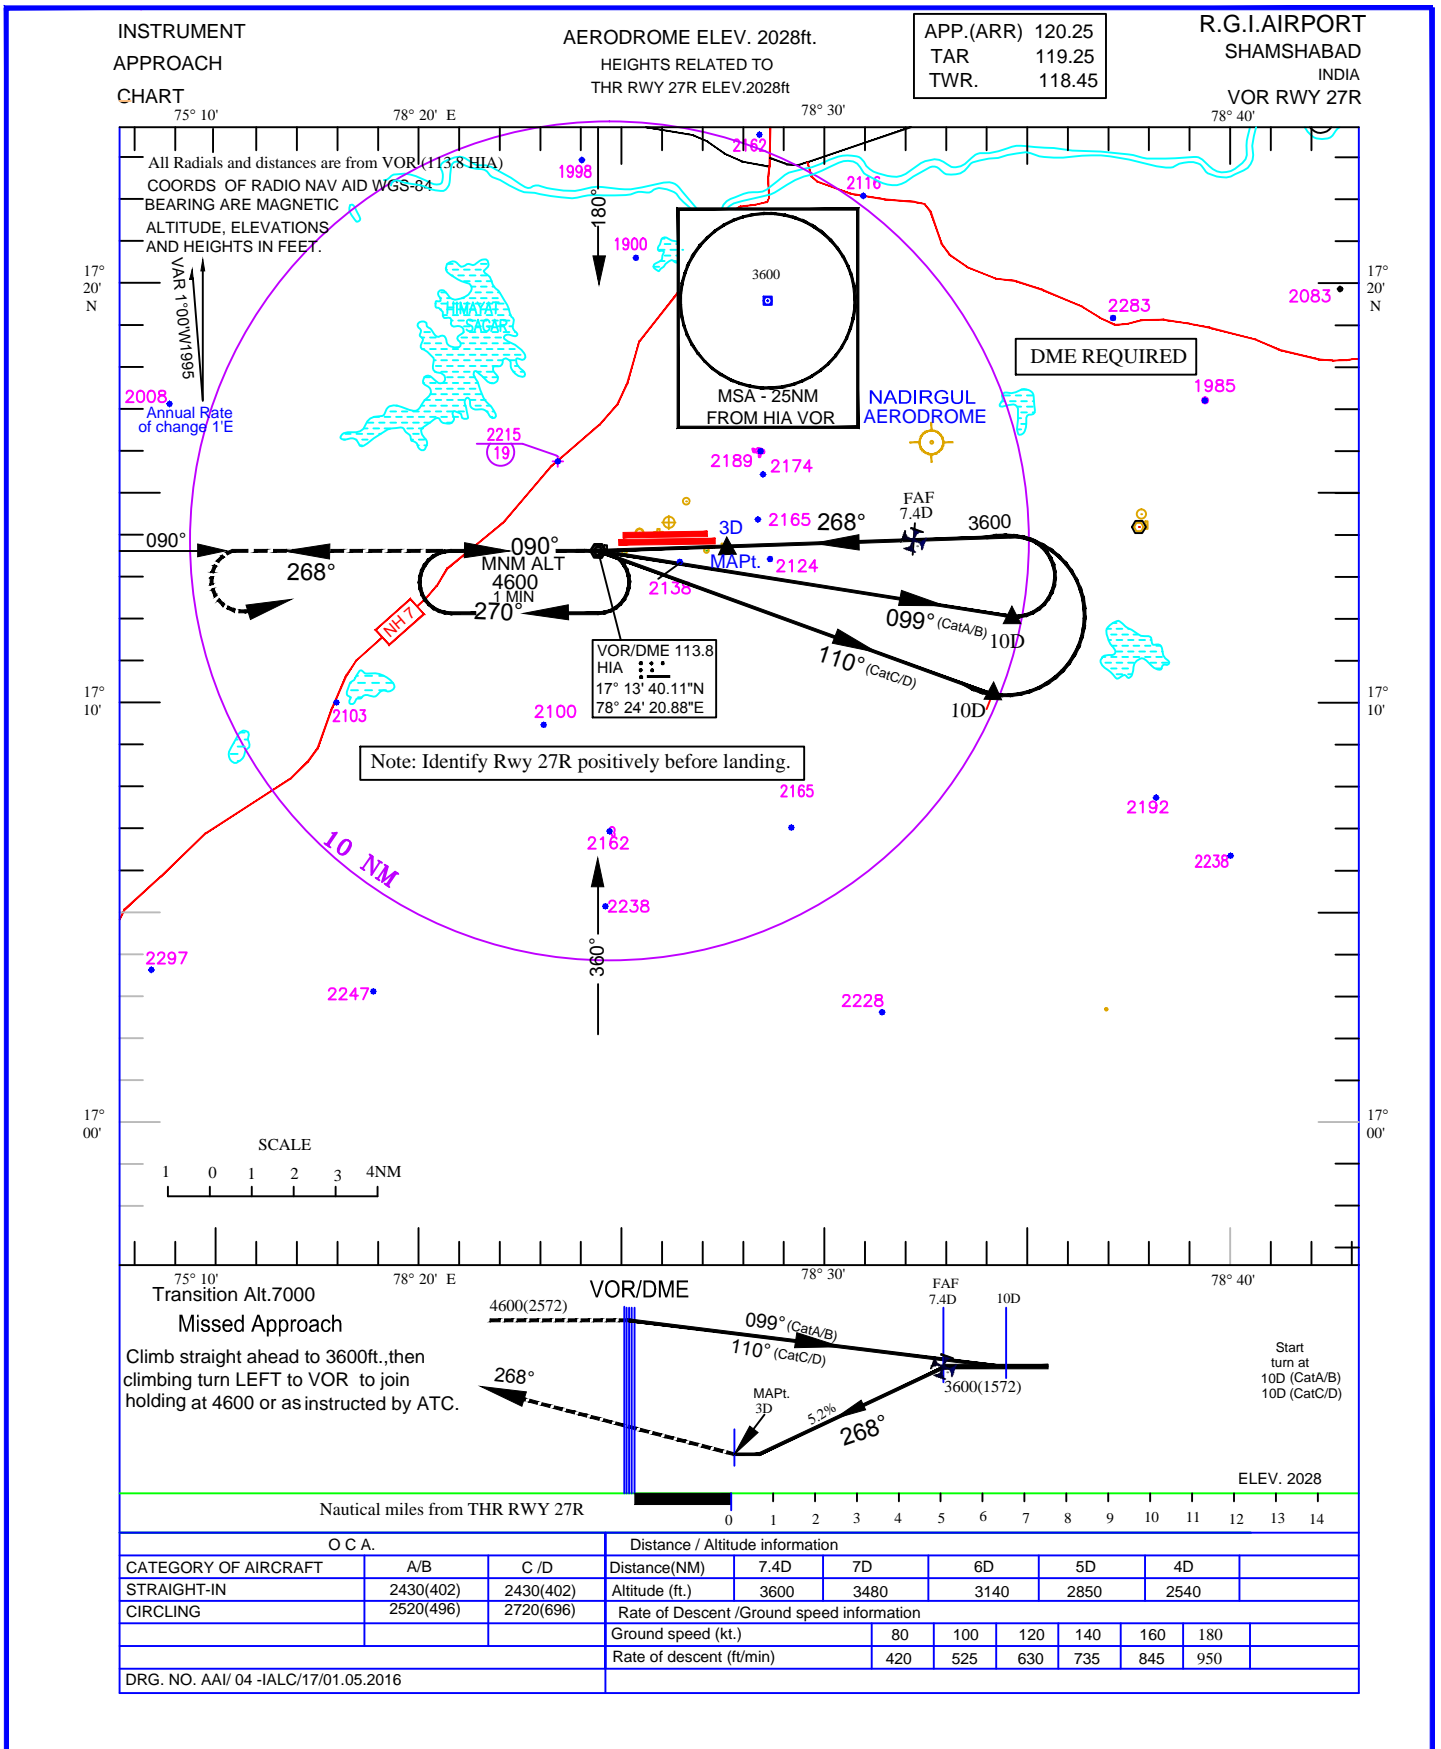 INSTRUMENT
APPROACH
CHART
AERODROME ELEV. 2028ft.
HEIGHTS RELATED TO
THR RWY 27R ELEV.2028ft
APP.(ARR) 120.25
TAR 119.25
TWR. 118.45
R.G.I.AIRPORT
SHAMSHABAD
INDIA
VOR RWY 27R
75° 10'
78° 20' E
78° 30'
78° 40'
All Radials and distances are from VOR (113.8 HIA)
COORDS OF RADIO NAV AID WGS-84
BEARING ARE MAGNETIC
ALTITUDE, ELEVATIONS
AND HEIGHTS IN FEET.
VAR 1°00'W1995
Annual Rate
of change 1'E
2162
1998
180°
2116
1900
17°
20'
N
17°
20'
N
HIMAYAT
SAGAR
3600
MSA - 25NM
FROM HIA VOR
2283
2083
DME REQUIRED
2008
1985
NADIRGUL
AERODROME
2215
19
2189
2174
2165
FAF
7.4D
3D
268°
3600
090°
090°
268°
MNM ALT
4600
1 MIN
270°
MAPt.
2124
2138
NH 7
099° (CatA/B)
10D
110° (CatC/D)
10D
VOR/DME 113.8
HIA
17° 13' 40.11"N
78° 24' 20.88"E
17°
10'
17°
10'
2103
2100
Note: Identify Rwy 27R positively before landing.
2165
2192
2162
2238
10 NM
2238
360°
2297
2247
2228
17°
00'
17°
00'
SCALE
1 0 1 2 3 4NM
75° 10'
78° 20' E
78° 30'
78° 40'
Transition Alt.7000
Missed Approach
Climb straight ahead to 3600ft.,then
climbing turn LEFT to VOR to join
holding at 4600 or as instructed by ATC.
VOR/DME
4600(2572)
099° (CatA/B)
110° (CatC/D)
FAF
7.4D
10D
3600(1572)
268°
MAPt.
3D
5.2%
268°
Start
turn at
10D (CatA/B)
10D (CatC/D)
ELEV. 2028
Nautical miles from THR RWY 27R
0 1 2 3 4 5 6 7 8 9 10 11 12 13 14
O C A.
CATEGORY OF AIRCRAFT A/B C /D
STRAIGHT-IN 2430(402) 2430(402)
CIRCLING 2520(496) 2720(696)
Distance / Altitude information
Distance(NM) 7.4D 7D 6D 5D 4D
Altitude (ft.) 3600 3480 3140 2850 2540
Rate of Descent /Ground speed information
Ground speed (kt.) 80 100 120 140 160 180
Rate of descent (ft/min) 420 525 630 735 845 950
DRG. NO. AAI/ 04 -IALC/17/01.05.2016